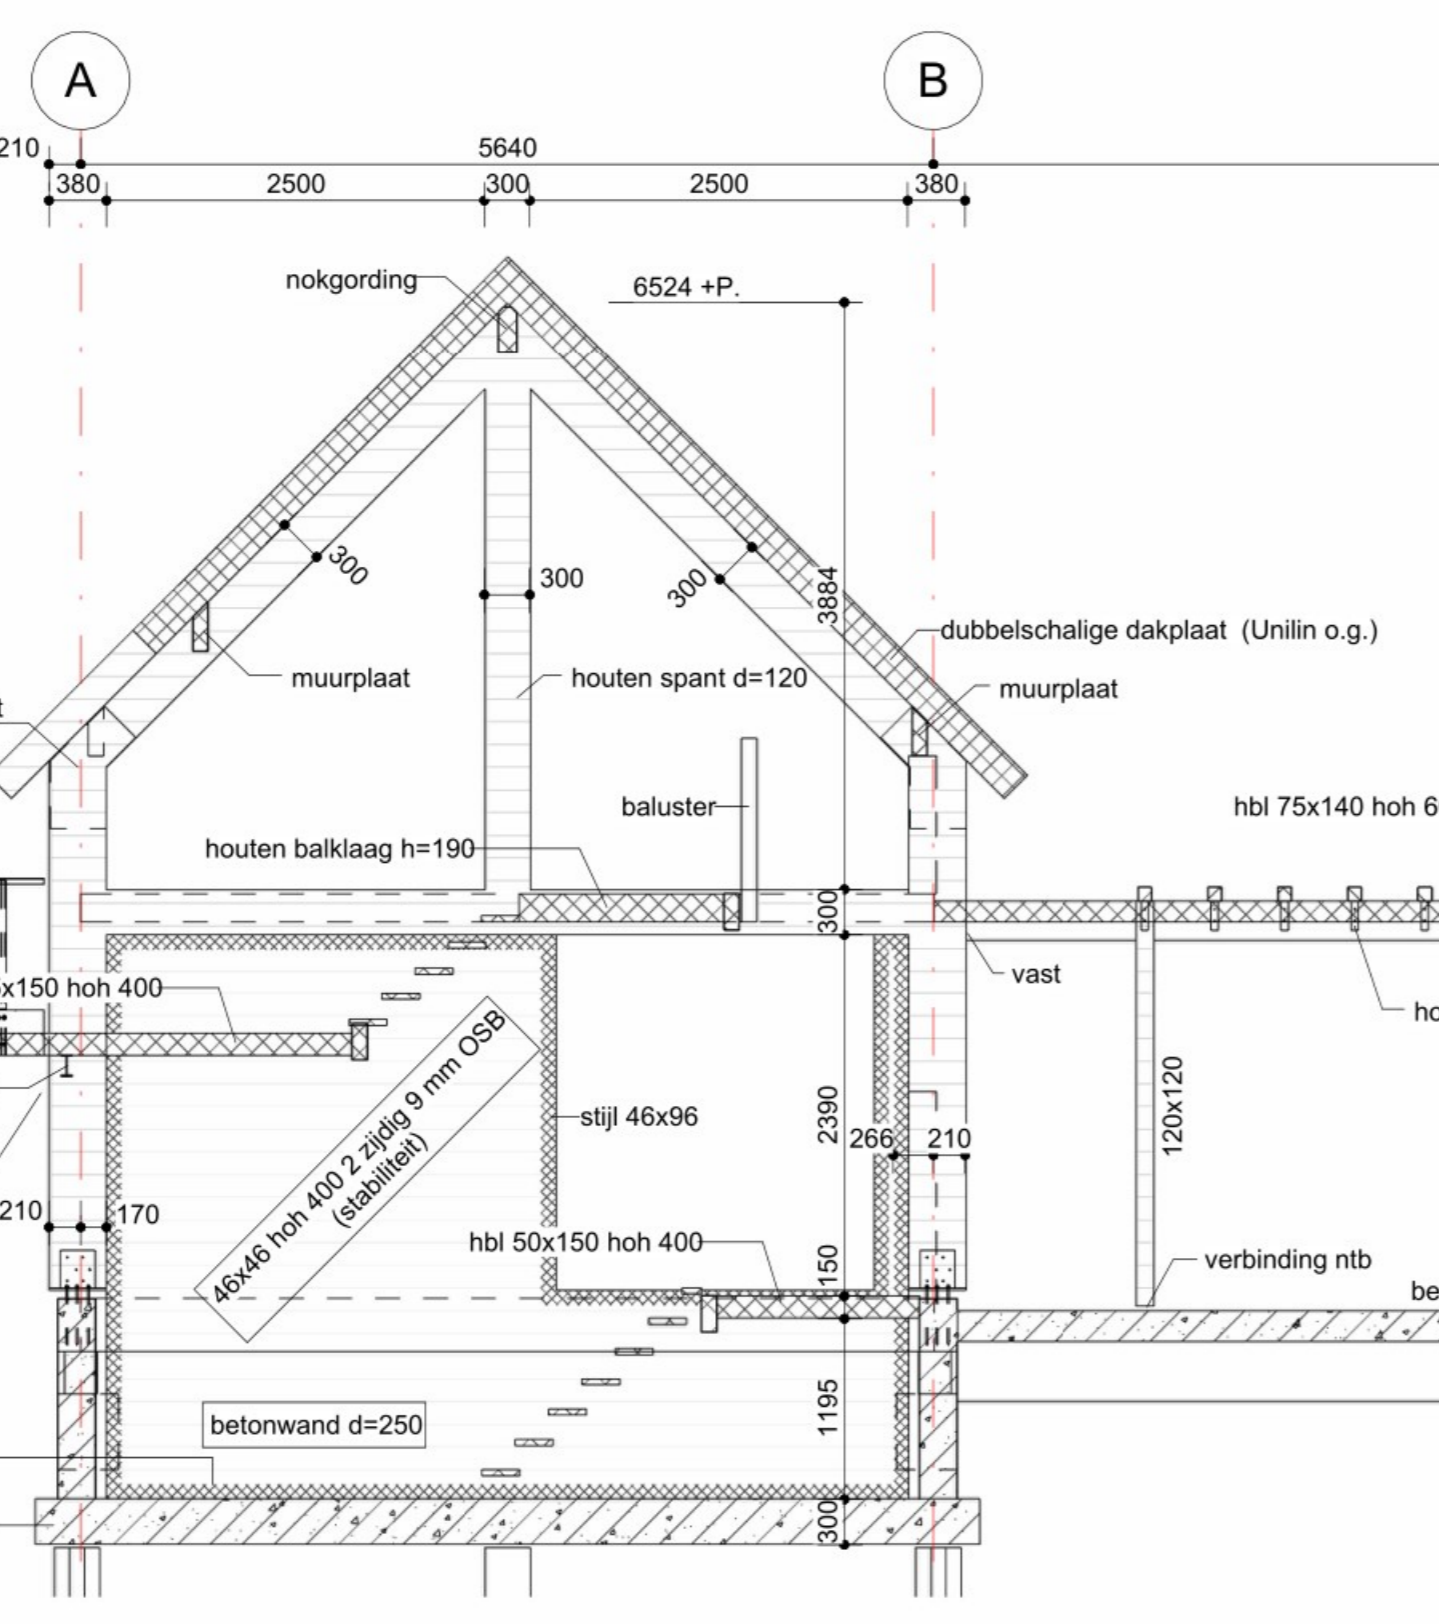 A
B
210
5640
380
2500
300
2500
380
nokgording
6524 +P.
300
300
300
3884
dubbelschalige dakplaat (Unilin o.g.)
muurplaat
houten spant d=120
muurplaat
t
baluster
hbl 75x140 hoh 6
houten balklaag h=190
300
vast
x150 hoh 400
ho
46x46 hoh 400 2 zijdig 9 mm OSB
(stabiliteit)
stijl 46x96
2390
266
210
120x120
210
170
hbl 50x150 hoh 400
150
verbinding ntb
be
betonwand d=250
1195
300